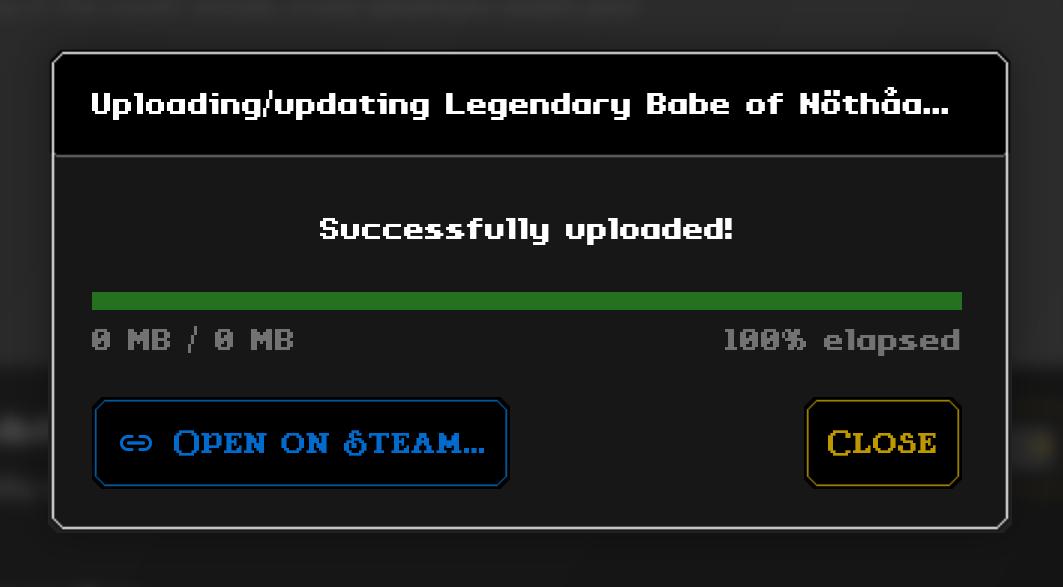 Uploading/updating Legendary Babe of Nöthåa...
Successfully uploaded!
0 MB / 0 MB
100% elapsed
Open on Steam...
Close